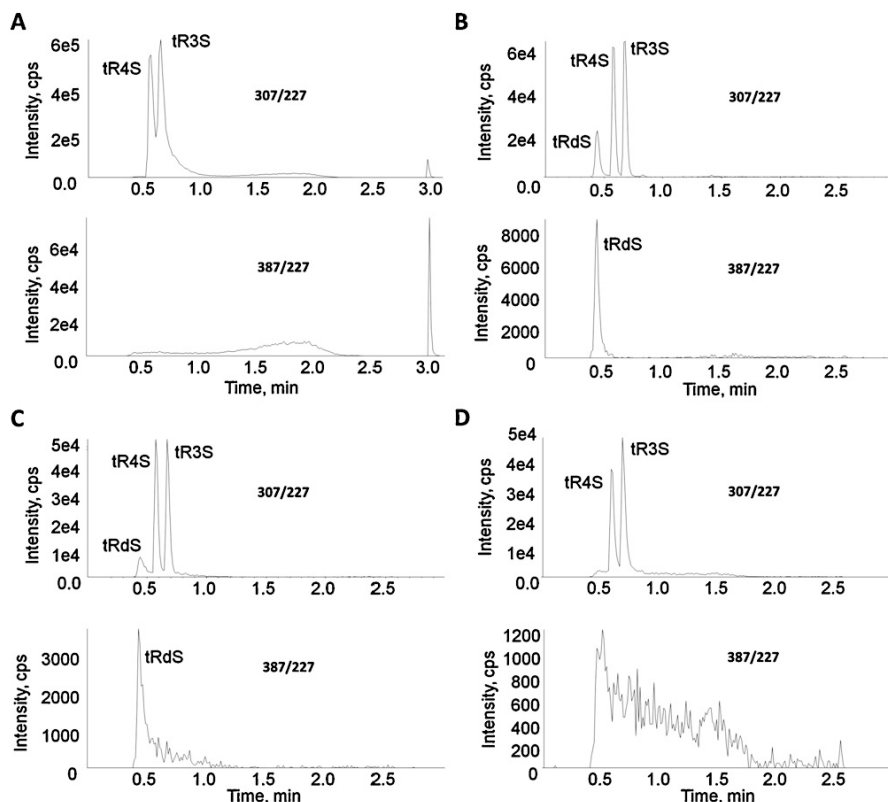 A
Intensity, cps
6e5
4e5
2e5
0.0
tR4S
tR3S
307/227
0.5 1.0 1.5 2.0 2.5 3.0
Intensity, cps
6e4
4e4
2e4
0.0
387/227
0.5 1.0 1.5 2.0 2.5 3.0
Time, min
B
Intensity, cps
6e4
4e4
2e4
0.0
tRdS
tR4S
tR3S
307/227
0.5 1.0 1.5 2.0 2.5
Intensity, cps
8000
6000
4000
2000
0
tRdS
387/227
0.5 1.0 1.5 2.0 2.5
Time, min
C
Intensity, cps
5e4
4e4
3e4
2e4
1e4
0.0
tRdS
tR4S
tR3S
307/227
0.5 1.0 1.5 2.0 2.5
Intensity, cps
3000
2000
1000
0
tRdS
387/227
0.5 1.0 1.5 2.0 2.5
Time, min
D
Intensity, cps
5e4
4e4
3e4
2e4
1e4
0.0
tR4S
tR3S
307/227
0.5 1.0 1.5 2.0 2.5
Intensity, cps
1200
1000
800
600
400
200
0
387/227
0.5 1.0 1.5 2.0 2.5
Time, min